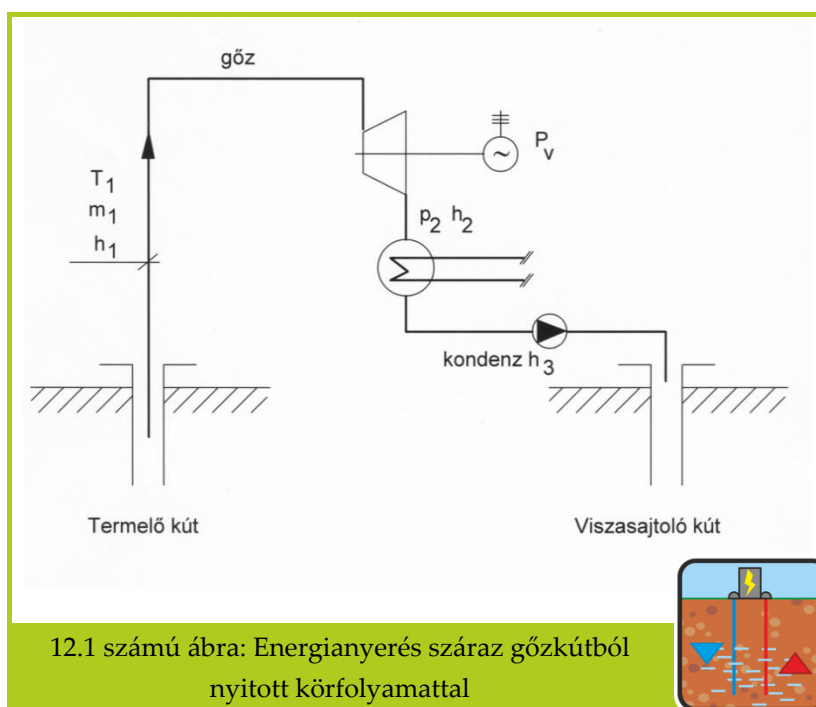 gőz
T₁
m₁
h₁
~
Pᵥ
p₂ h₂
kondenz h₃
Termelő kút
Viszasajtoló kút
12.1 számú ábra: Energianyerés száraz gőzkútból
nyitott körfolyamattal